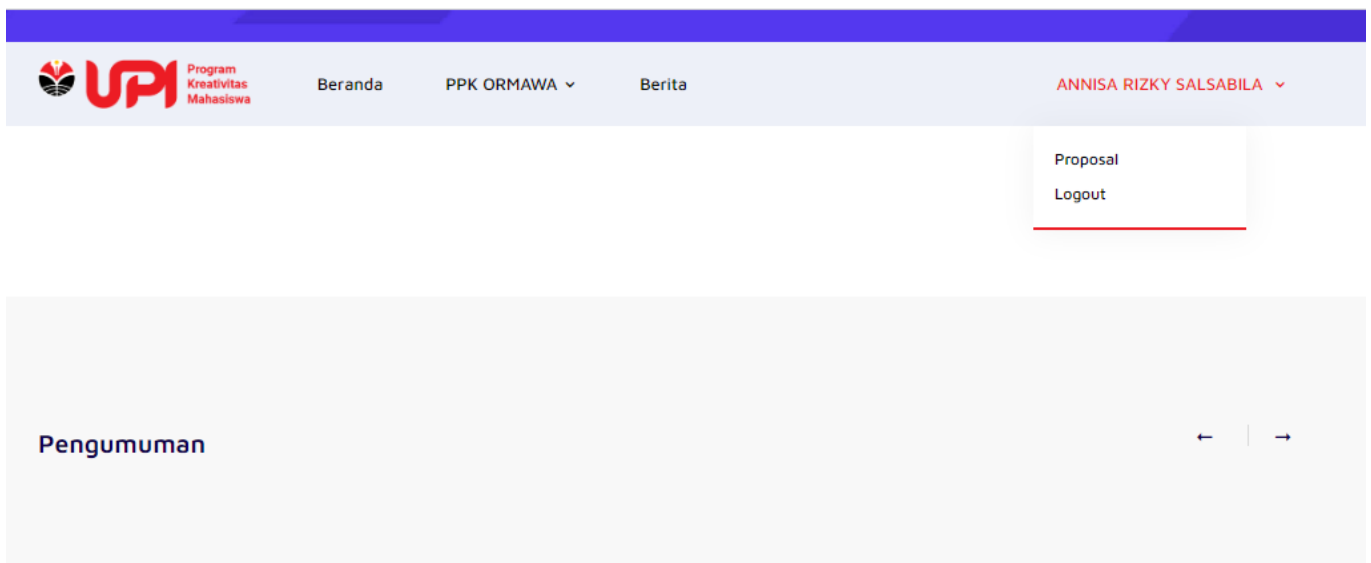 UPI
Program
Kreativitas
Mahasiswa
Beranda
PPK ORMAWA
Berita
ANNISA RIZKY SALSABILA
Proposal
Logout
Pengumuman